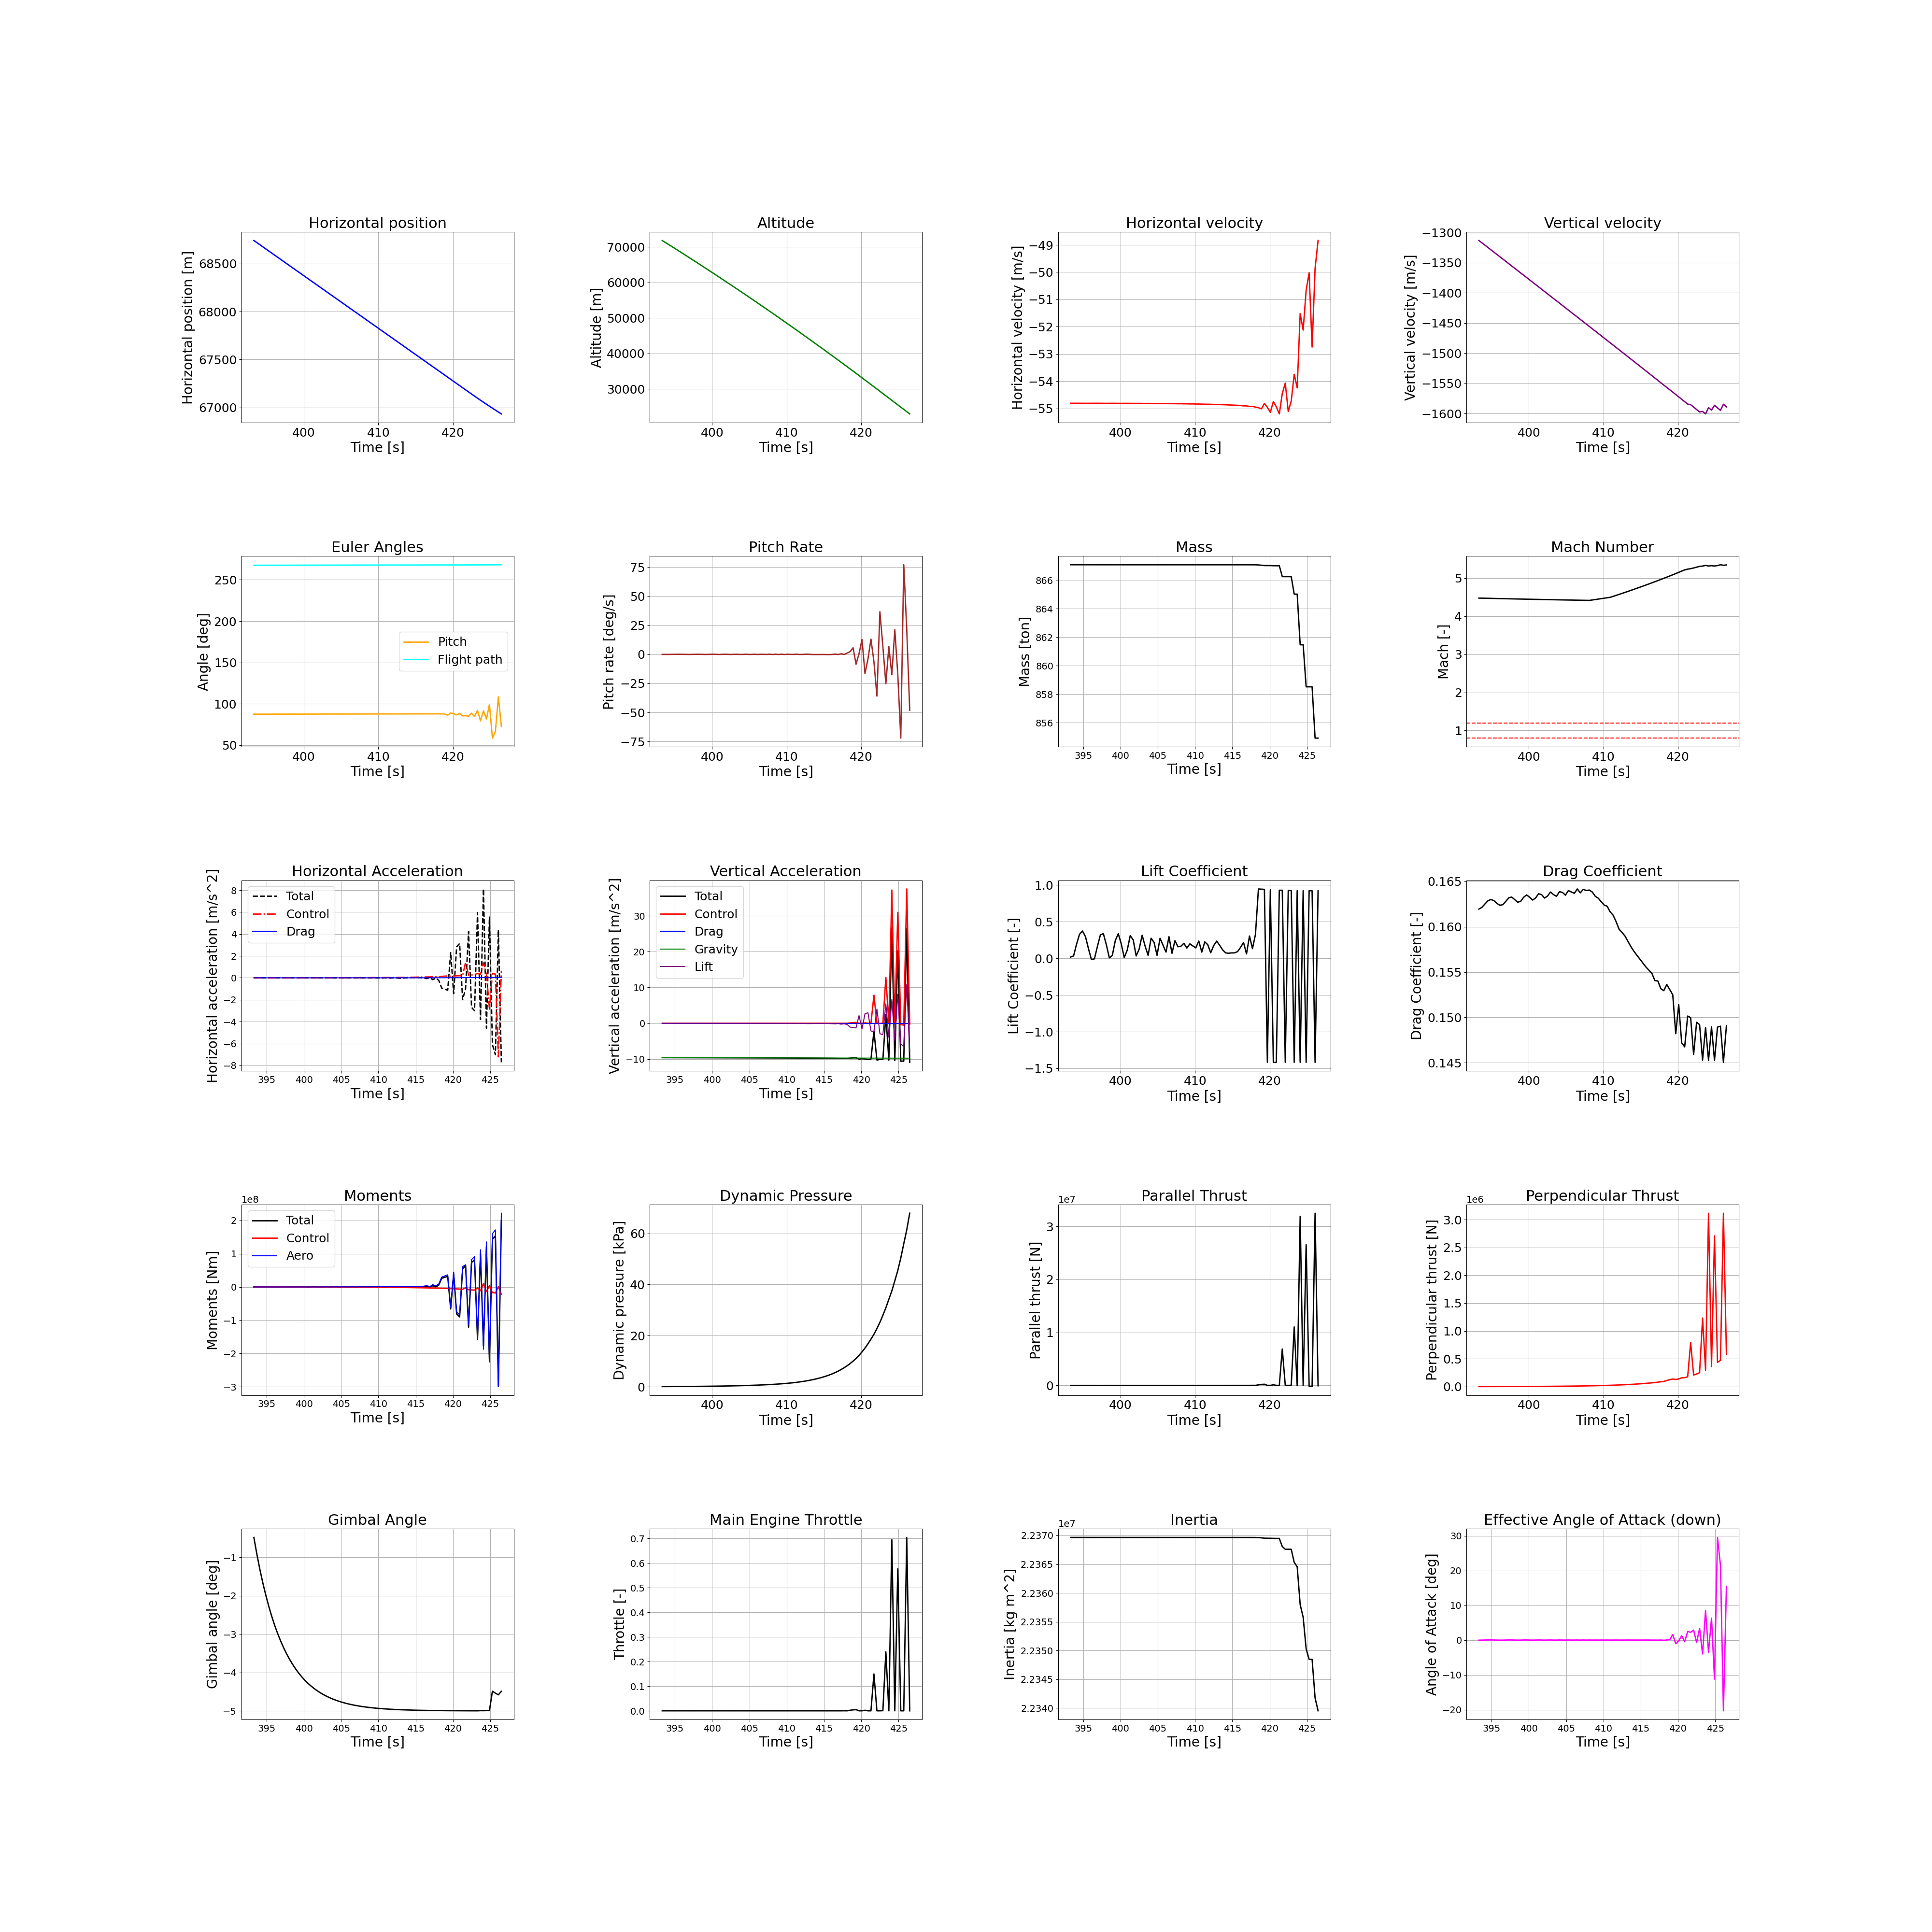 Horizontal position
Horizontal position [m]
68500
68000
67500
67000
400 410 420
Time [s]
Altitude
Altitude [m]
70000
60000
50000
40000
30000
400 410 420
Time [s]
Horizontal velocity
Horizontal velocity [m/s]
−49
−50
−51
−52
−53
−54
−55
400 410 420
Time [s]
Vertical velocity
Vertical velocity [m/s]
−1300
−1350
−1400
−1450
−1500
−1550
−1600
400 410 420
Time [s]
Euler Angles
Angle [deg]
250
200
150
100
50
Pitch
Flight path
400 410 420
Time [s]
Pitch Rate
Pitch rate [deg/s]
75
50
25
0
−25
−50
−75
400 410 420
Time [s]
Mass
Mass [ton]
866
864
862
860
858
856
395 400 405 410 415 420 425
Time [s]
Mach Number
Mach [-]
5
4
3
2
1
400 410 420
Time [s]
Horizontal Acceleration
Horizontal acceleration [m/s^2]
8
6
4
2
0
−2
−4
−6
−8
Total
Control
Drag
395 400 405 410 415 420 425
Time [s]
Vertical Acceleration
Vertical acceleration [m/s^2]
30
20
10
0
−10
Total
Control
Drag
Gravity
Lift
395 400 405 410 415 420 425
Time [s]
Lift Coefficient
Lift Coefficient [-]
1.0
0.5
0.0
−0.5
−1.0
−1.5
400 410 420
Time [s]
Drag Coefficient
Drag Coefficient [-]
0.165
0.160
0.155
0.150
0.145
400 410 420
Time [s]
Moments
1e8
Moments [Nm]
2
1
0
−1
−2
−3
Total
Control
Aero
395 400 405 410 415 420 425
Time [s]
Dynamic Pressure
Dynamic pressure [kPa]
60
40
20
0
400 410 420
Time [s]
Parallel Thrust
1e7
Parallel thrust [N]
3
2
1
0
400 410 420
Time [s]
Perpendicular Thrust
1e6
Perpendicular thrust [N]
3.0
2.5
2.0
1.5
1.0
0.5
0.0
400 410 420
Time [s]
Gimbal Angle
Gimbal angle [deg]
−1
−2
−3
−4
−5
395 400 405 410 415 420 425
Time [s]
Main Engine Throttle
Throttle [-]
0.7
0.6
0.5
0.4
0.3
0.2
0.1
0.0
395 400 405 410 415 420 425
Time [s]
Inertia
1e7
Inertia [kg m^2]
2.2370
2.2365
2.2360
2.2355
2.2350
2.2345
2.2340
395 400 405 410 415 420 425
Time [s]
Effective Angle of Attack (down)
Angle of Attack [deg]
30
20
10
0
−10
−20
395 400 405 410 415 420 425
Time [s]